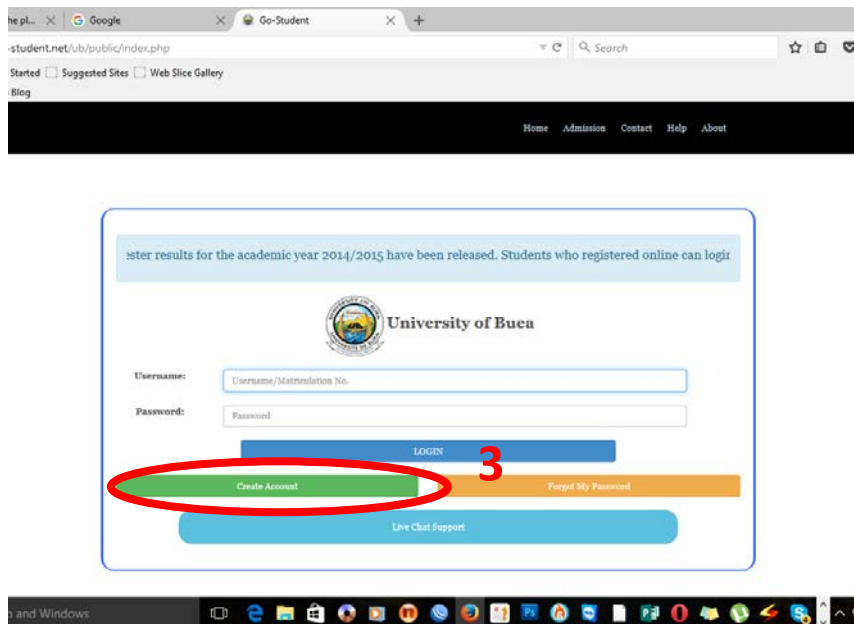 he pl... Google Go-Student
-student.net/ub/public/index.php Search
Started Suggested Sites Web Slice Gallery
Blog
Home Admission Contact Help About
ester results for the academic year 2014/2015 have been released. Students who registered online can login
University of Buea
Username: Username/Matriculation No.
Password: Password
LOGIN
3
Create Account Forgot My Password
Live Chat Support
and Windows